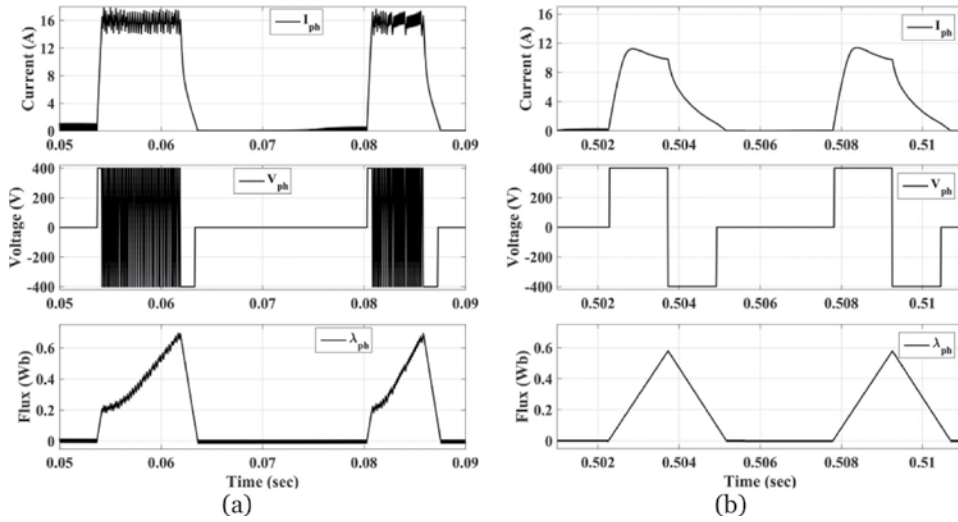 16
12
8
4
0
Current (A)
I_ph
0.05 0.06 0.07 0.08 0.09
400
200
0
-200
-400
Voltage (V)
V_ph
0.05 0.06 0.07 0.08 0.09
0.6
0.4
0.2
0
Flux (Wb)
λ_ph
0.05 0.06 0.07 0.08 0.09
Time (sec)
(a)
16
12
8
4
0
Current (A)
I_ph
0.502 0.504 0.506 0.508 0.51
400
200
0
-200
-400
Voltage (V)
V_ph
0.502 0.504 0.506 0.508 0.51
0.6
0.4
0.2
0
Flux (Wb)
λ_ph
0.502 0.504 0.506 0.508 0.51
Time (sec)
(b)